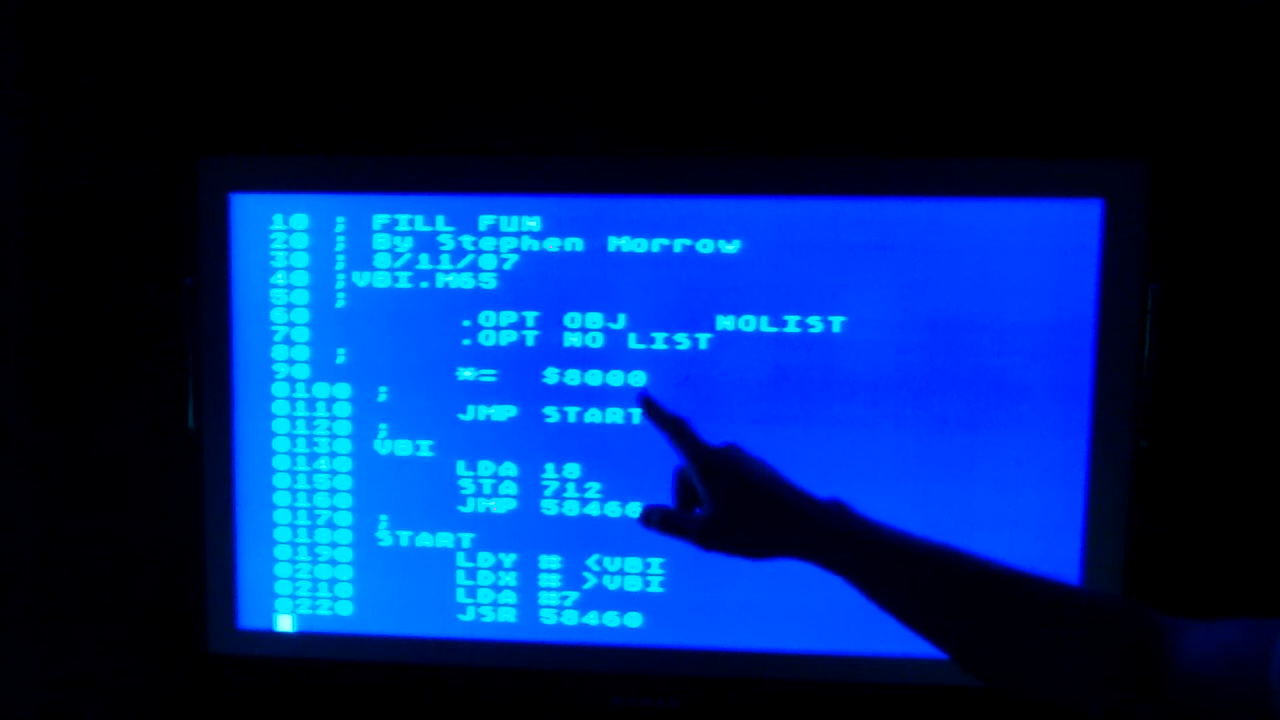 10 ; FILL FUN
20 ; By Stephen Morrow
30 ; 8/11/07
40 ;VBI.M65
50 ;
60 .OPT OBJ NOLIST
70 .OPT NO LIST
80 ;
90 *= $8000
0100 ;
0110 JMP START
0120 ;
0130 VBI
0140 LDA 18
0150 STA 712
0160 JMP 58466
0170 ;
0180 START
0190 LDY # <VBI
0200 LDX # >VBI
0210 LDA #7
0220 JSR 58460